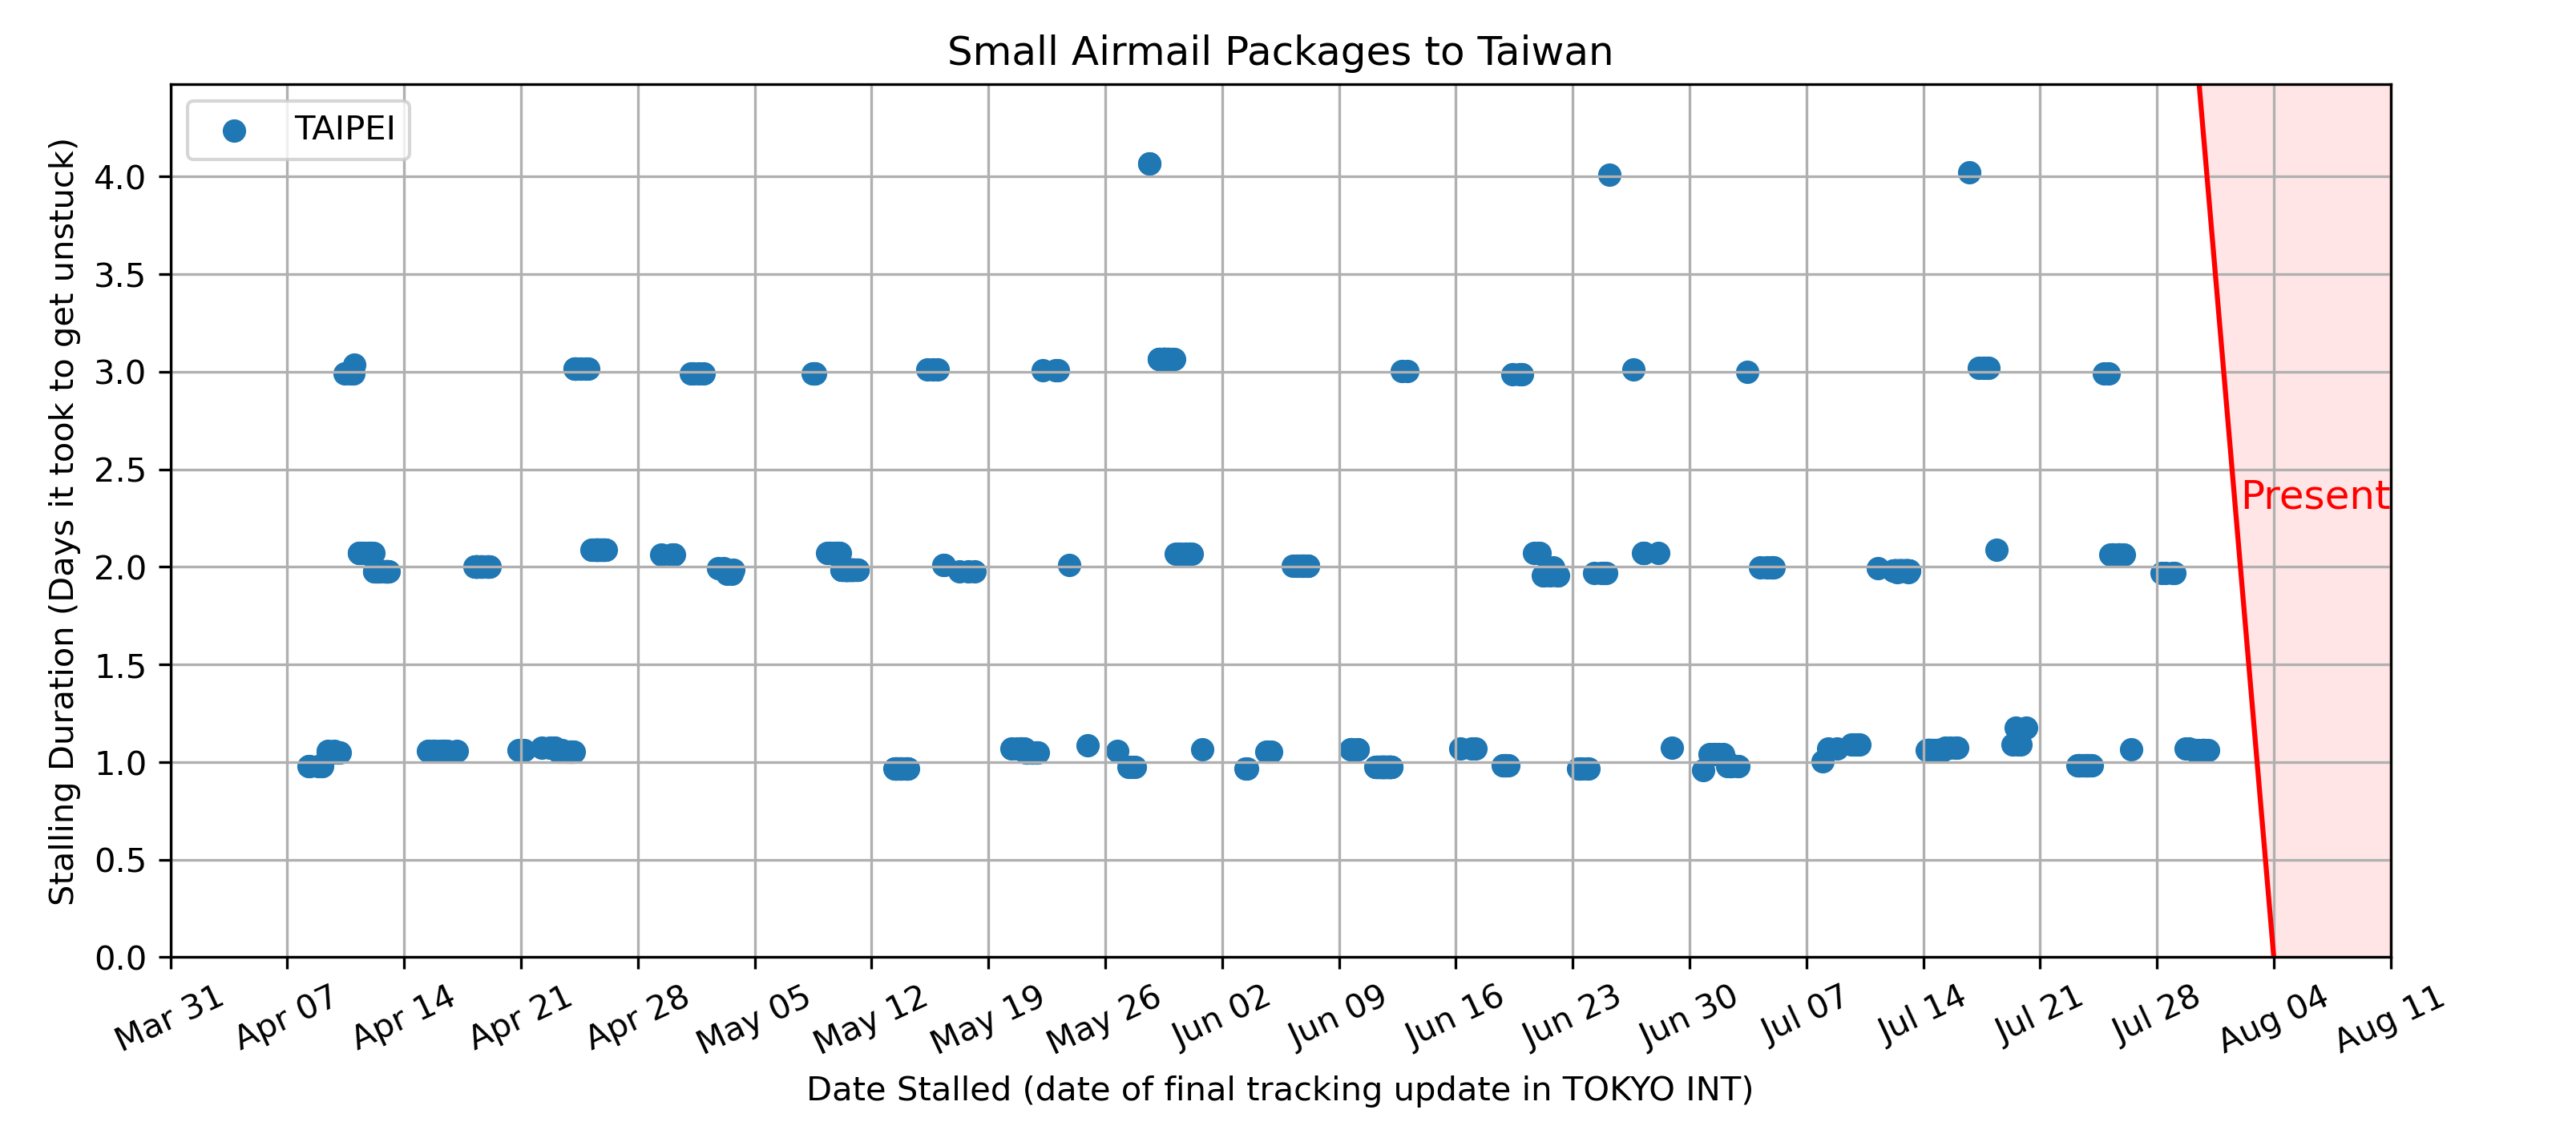 Small Airmail Packages to Taiwan
TAIPEI
Stalling Duration (Days it took to get unstuck)
4.0
3.5
3.0
2.5
2.0
1.5
1.0
0.5
0.0
Present
Mar 31 Apr 07 Apr 14 Apr 21 Apr 28 May 05 May 12 May 19 May 26 Jun 02 Jun 09 Jun 16 Jun 23 Jun 30 Jul 07 Jul 14 Jul 21 Jul 28 Aug 04 Aug 11
Date Stalled (date of final tracking update in TOKYO INT)